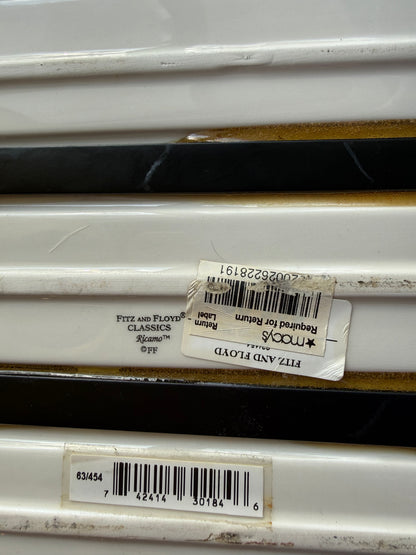 FITZ AND FLOYD®
CLASSICS
Ricamo™
©FF
20026228191
Return
Label
Required for Return
★macy's
FITZ AND FLOYD
63/454
7 42414 30184 6